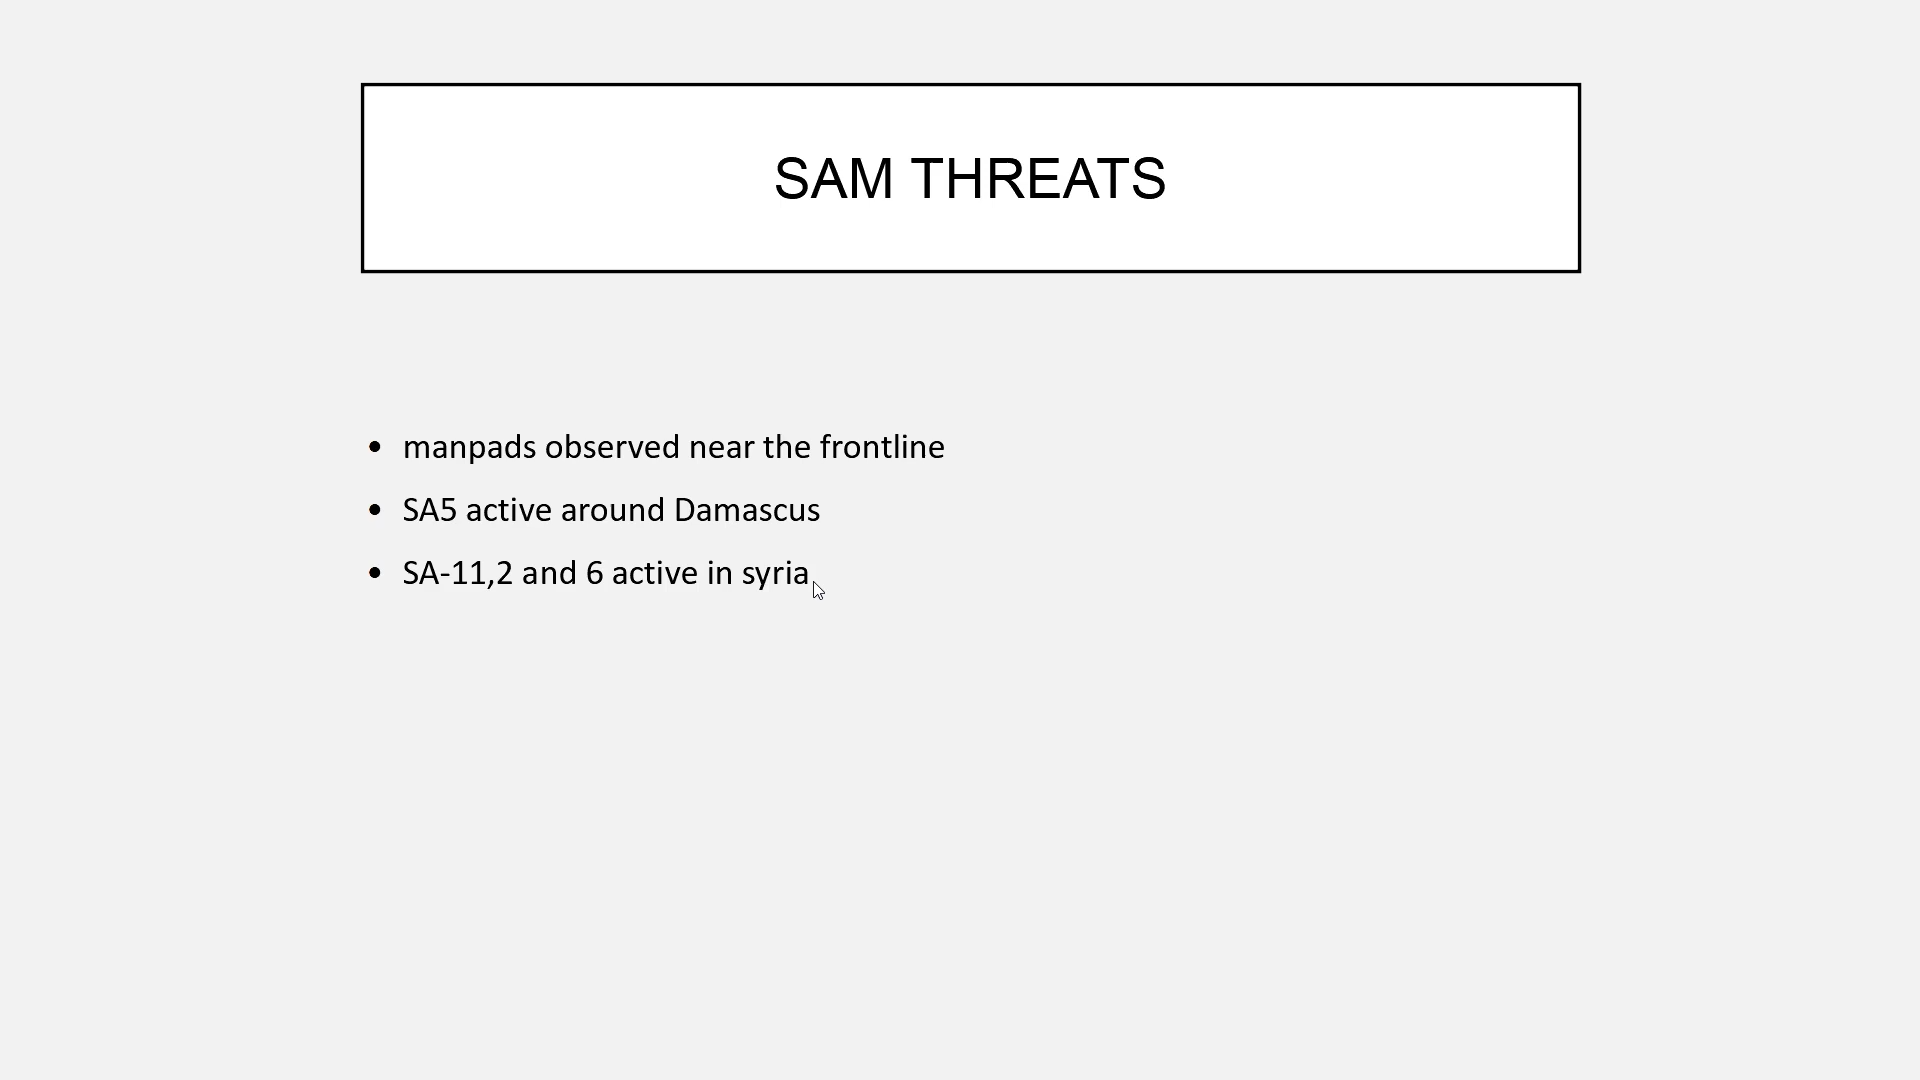 SAM THREATS
• manpads observed near the frontline
• SA5 active around Damascus
• SA-11,2 and 6 active in syria